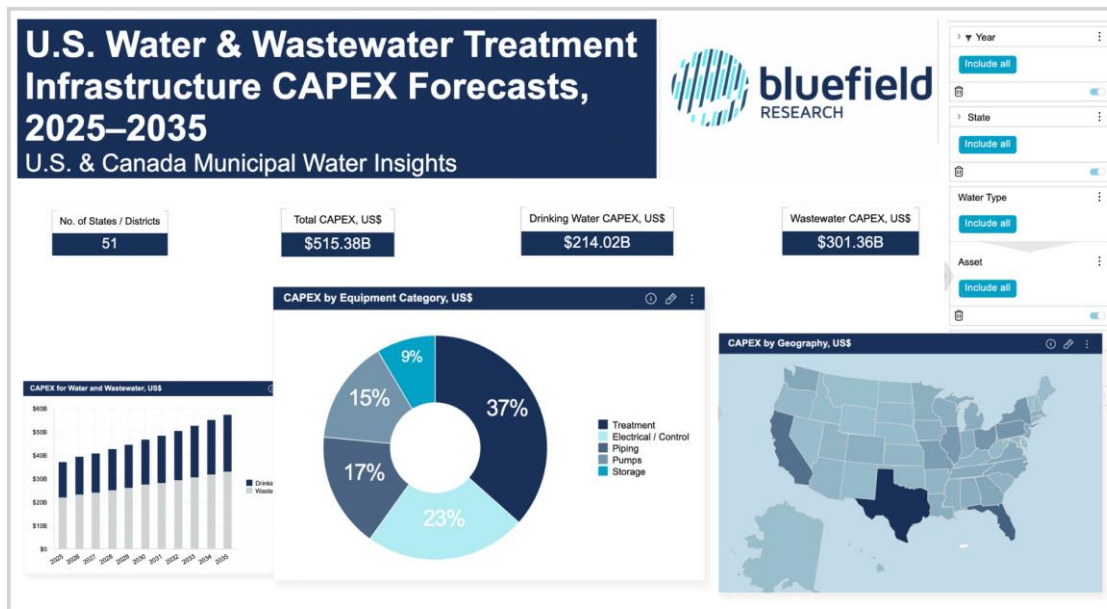 U.S. Water & Wastewater Treatment
Infrastructure CAPEX Forecasts,
2025–2035
U.S. & Canada Municipal Water Insights
bluefield
RESEARCH
Year
Include all
State
Include all
Water Type
Include all
Asset
Include all
No. of States / Districts
51
Total CAPEX, US$
$515.38B
Drinking Water CAPEX, US$
$214.02B
Wastewater CAPEX, US$
$301.36B
CAPEX for Water and Wastewater, US$
$60B
$50B
$40B
$30B
$20B
$10B
$0
2025 2026 2027 2028 2029 2030 2031 2032 2033 2034 2035
Drinki
Waste
CAPEX by Equipment Category, US$
9%
37%
15%
17%
23%
Treatment
Electrical / Control
Piping
Pumps
Storage
CAPEX by Geography, US$